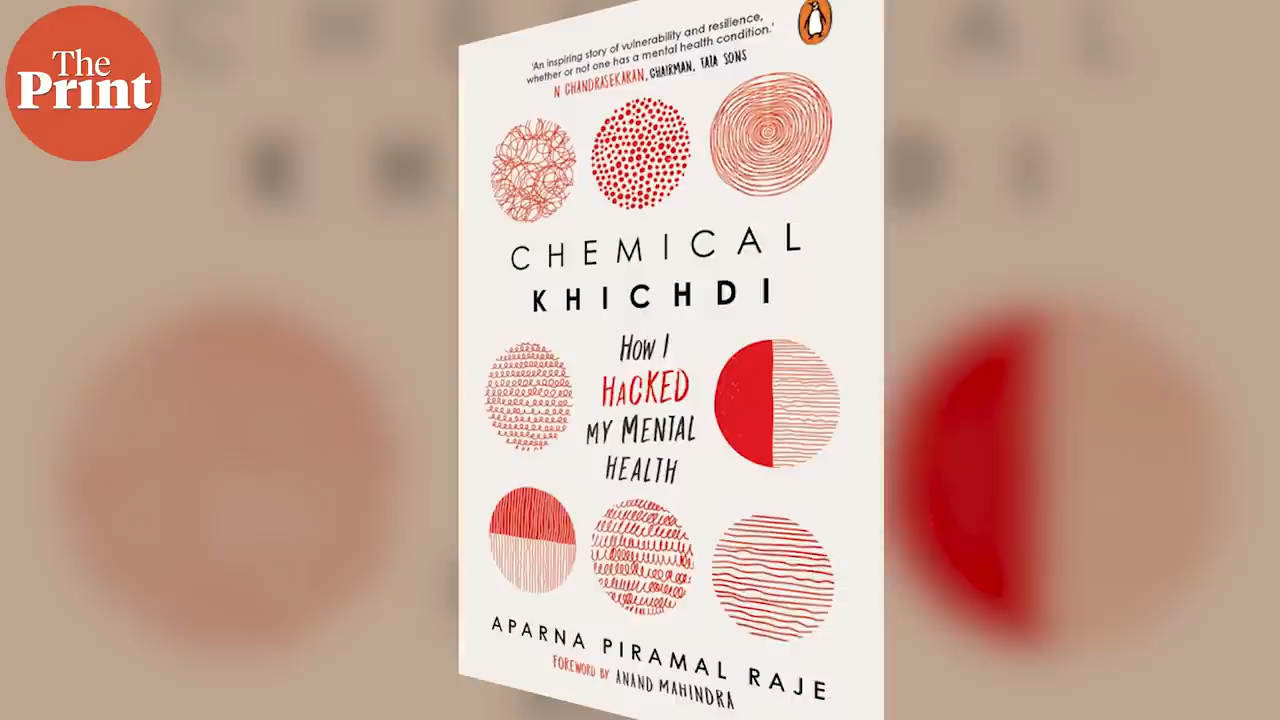 The
Print
'An inspiring story of vulnerability and resilience,
whether or not one has a mental health condition.'
N CHANDRASEKARAN, CHAIRMAN, TATA SONS
CHEMICAL
KHICHDI
HOW I
HACKED
MY MENTAL
HEALTH
APARNA PIRAMAL RAJE
FOREWORD BY ANAND MAHINDRA